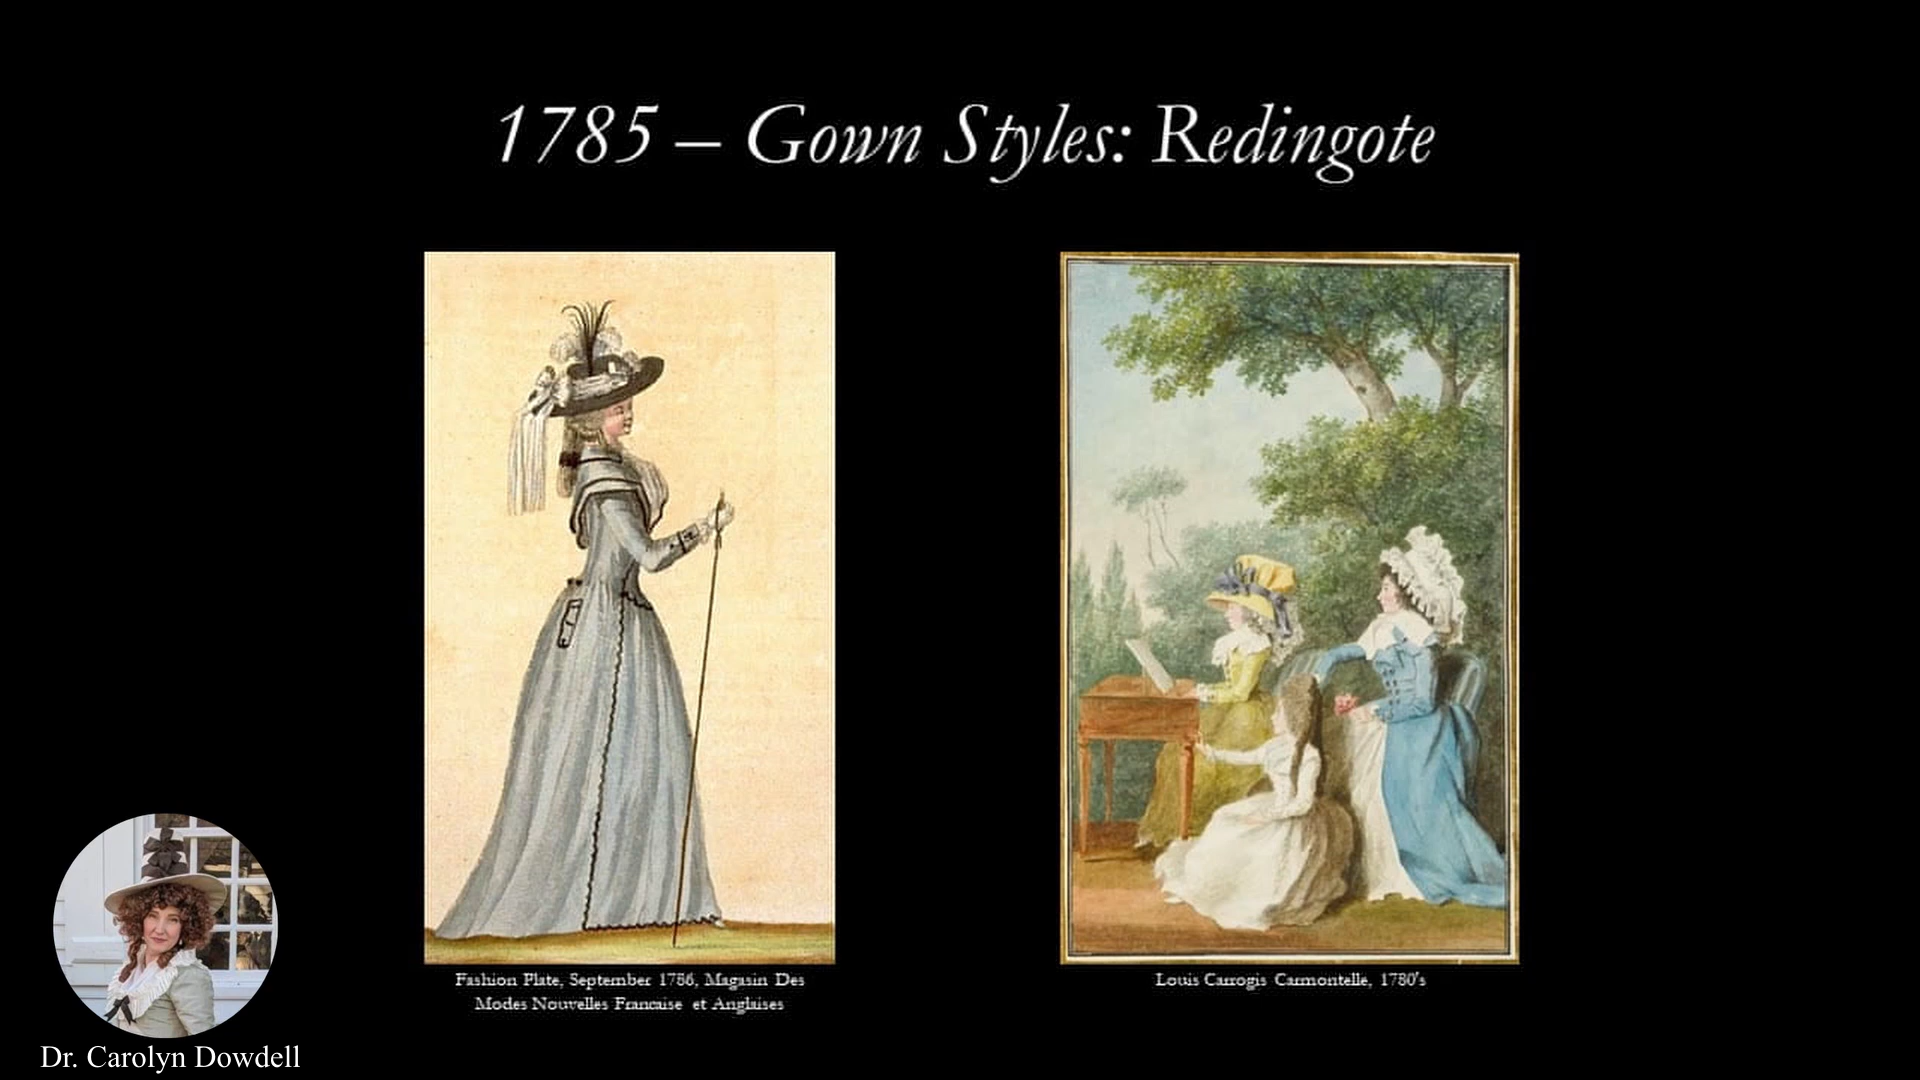 1785 – Gown Styles: Redingote
Fashion Plate, September 1786, Magasin Des
Modes Nouvelles Francaise et Anglaises
Louis Carrogis Carmontelle, 1780's
Dr. Carolyn Dowdell